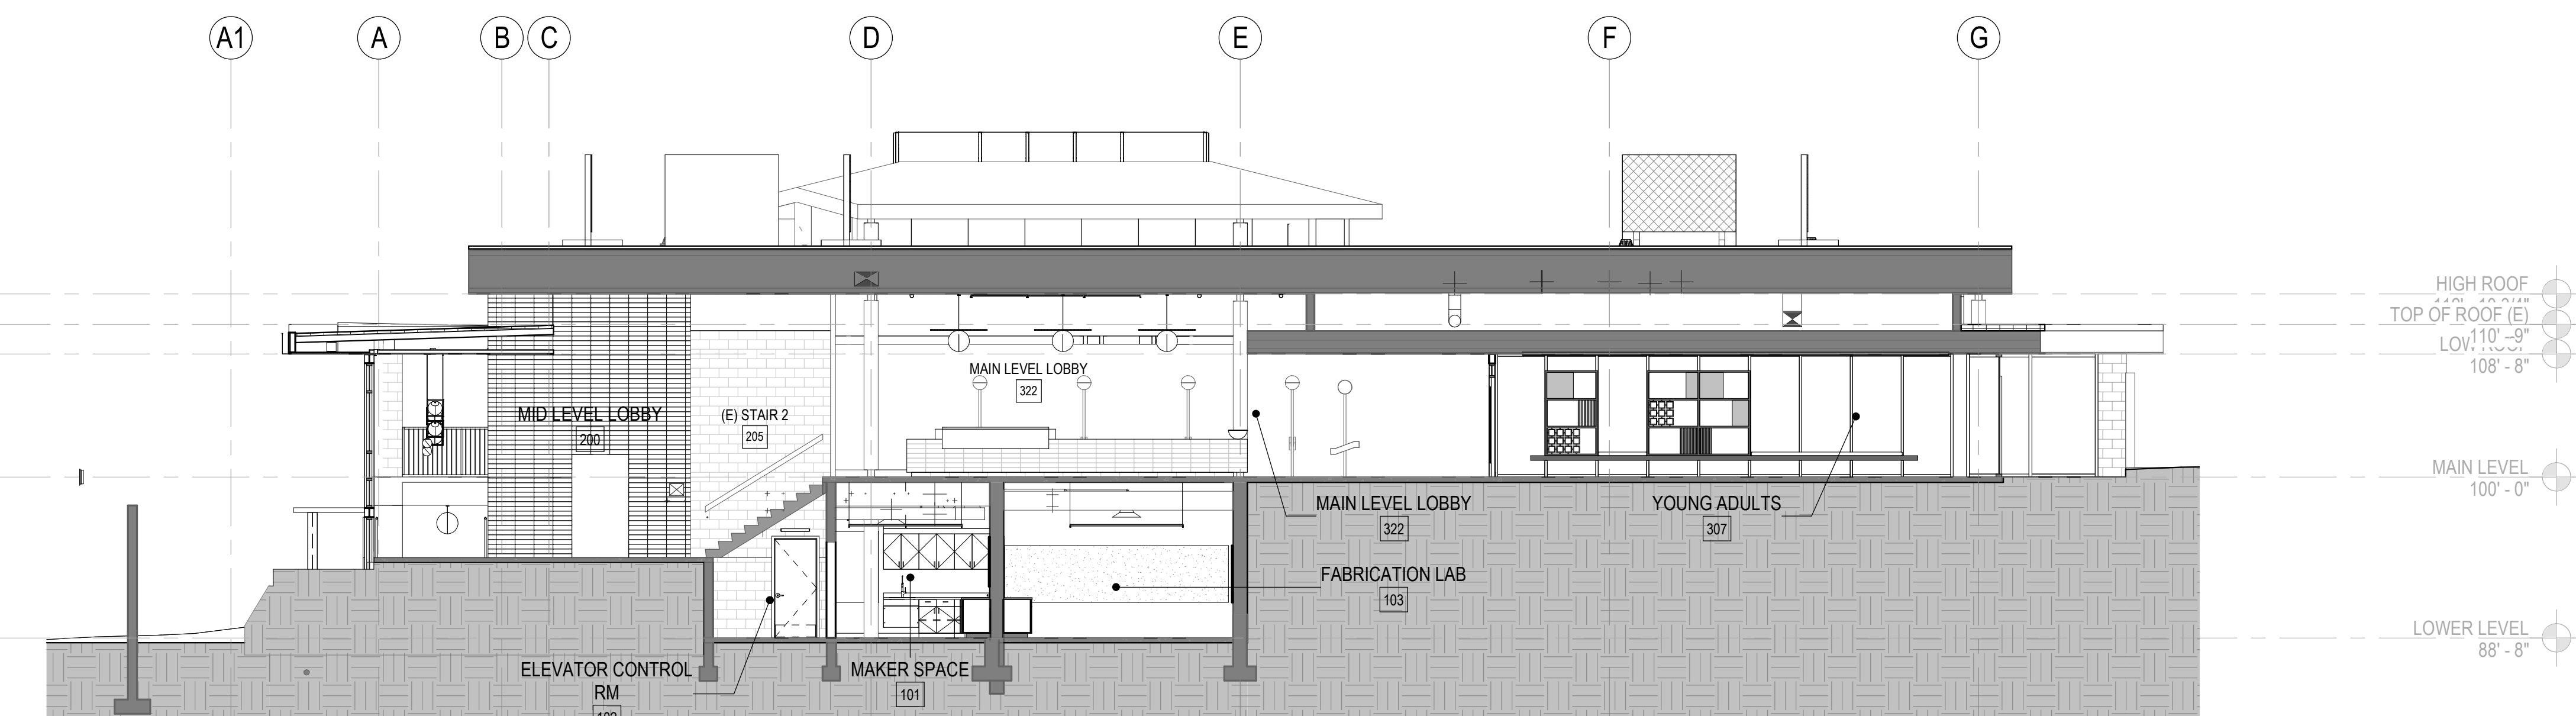 A1
A
B
C
D
E
F
G
HIGH ROOF
TOP OF ROOF (E)
110' - 9"
108' - 8"
MAIN LEVEL LOBBY
322
MID LEVEL LOBBY
200
(E) STAIR 2
205
MAIN LEVEL
100' - 0"
MAIN LEVEL LOBBY
322
YOUNG ADULTS
307
FABRICATION LAB
103
LOWER LEVEL
88' - 8"
ELEVATOR CONTROL
RM
MAKER SPACE
101